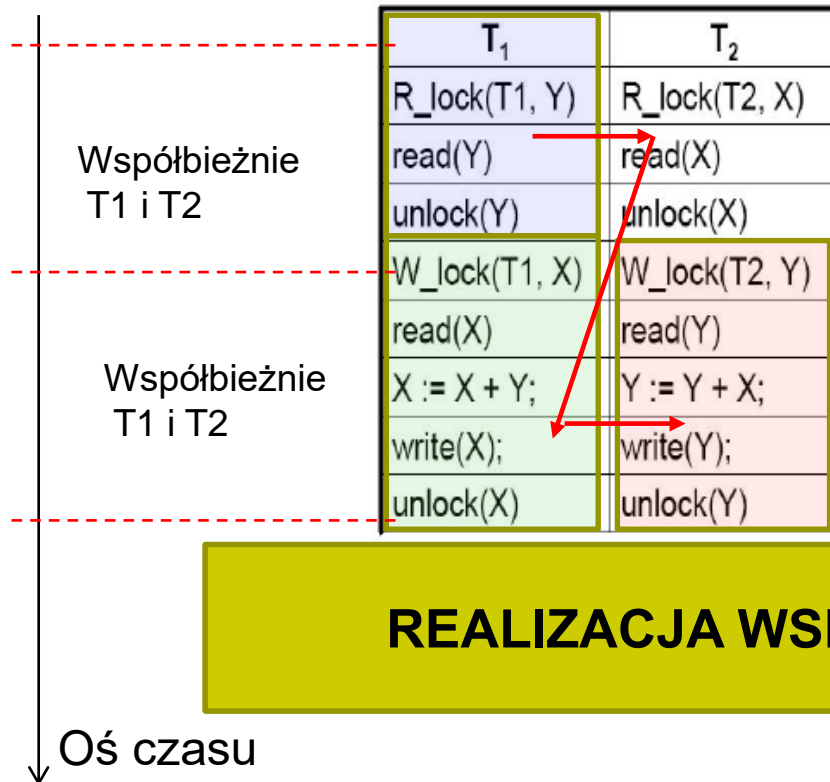 T1 T2
R_lock(T1, Y) R_lock(T2, X)
Współbieżnie
T1 i T2
read(Y) read(X)
unlock(Y) unlock(X)
W_lock(T1, X) W_lock(T2, Y)
read(X) read(Y)
Współbieżnie
T1 i T2
X := X + Y; Y := Y + X;
write(X); write(Y);
unlock(X) unlock(Y)
REALIZACJA
Oś czasu